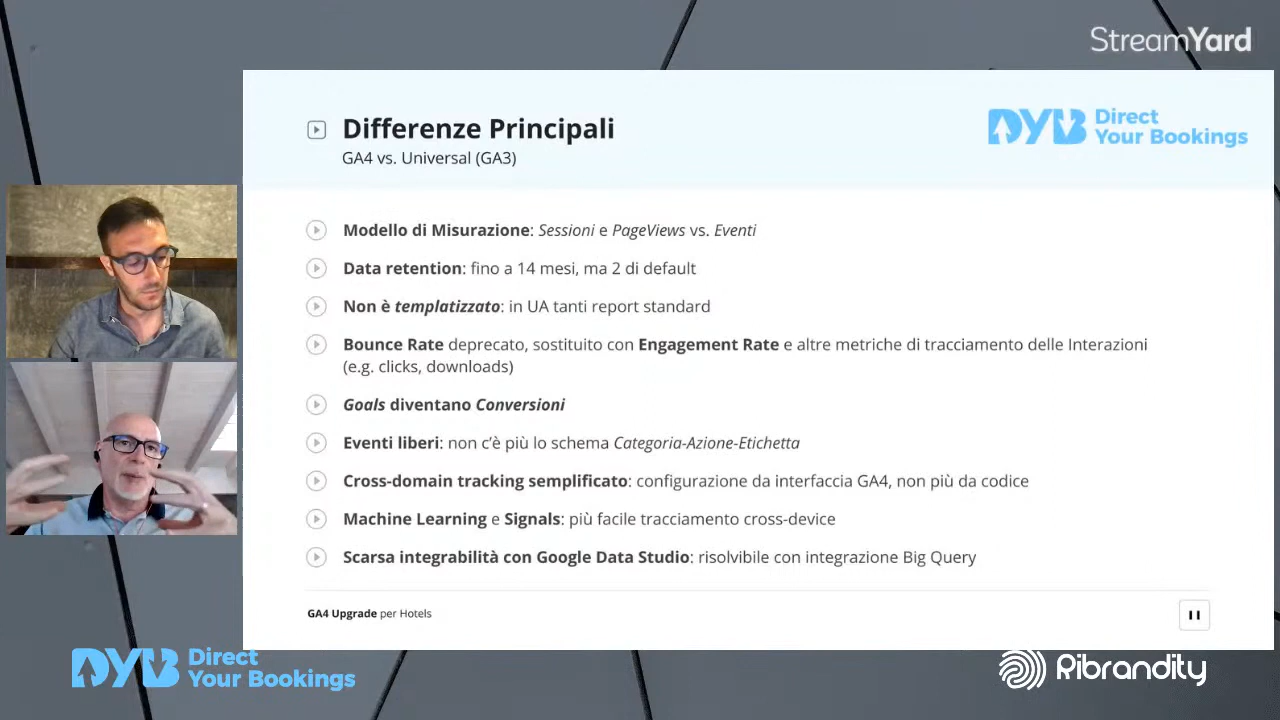 StreamYard
Differenze Principali
GA4 vs. Universal (GA3)
DYB Direct
Your Bookings
Modello di Misurazione: Sessioni e PageViews vs. Eventi
Data retention: fino a 14 mesi, ma 2 di default
Non è templatizzato: in UA tanti report standard
Bounce Rate deprecato, sostituito con Engagement Rate e altre metriche di tracciamento delle Interazioni
(e.g. clicks, downloads)
Goals diventano Conversioni
Eventi liberi: non c'è più lo schema Categoria-Azione-Etichetta
Cross-domain tracking semplificato: configurazione da interfaccia GA4, non più da codice
Machine Learning e Signals: più facile tracciamento cross-device
Scarsa integrabilità con Google Data Studio: risolvibile con integrazione Big Query
GA4 Upgrade per Hotels
DYB Direct
Your Bookings
Ribrandity